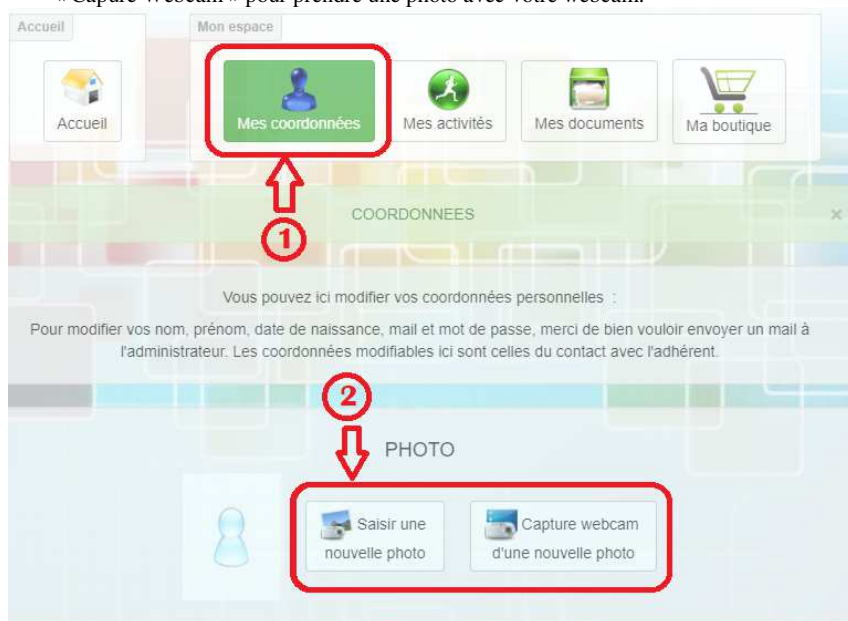 « Capure Webcam » pour prendre une photo avec votre webcam.
Accueil
Mon espace
Accueil
Mes coordonnées
Mes activités
Mes documents
Ma boutique
1
COORDONNEES
×
Vous pouvez ici modifier vos coordonnées personnelles :
Pour modifier vos nom, prénom, date de naissance, mail et mot de passe, merci de bien vouloir envoyer un mail à
l'administrateur. Les coordonnées modifiables ici sont celles du contact avec l'adhérent.
2
PHOTO
Saisir une
nouvelle photo
Capture webcam
d'une nouvelle photo